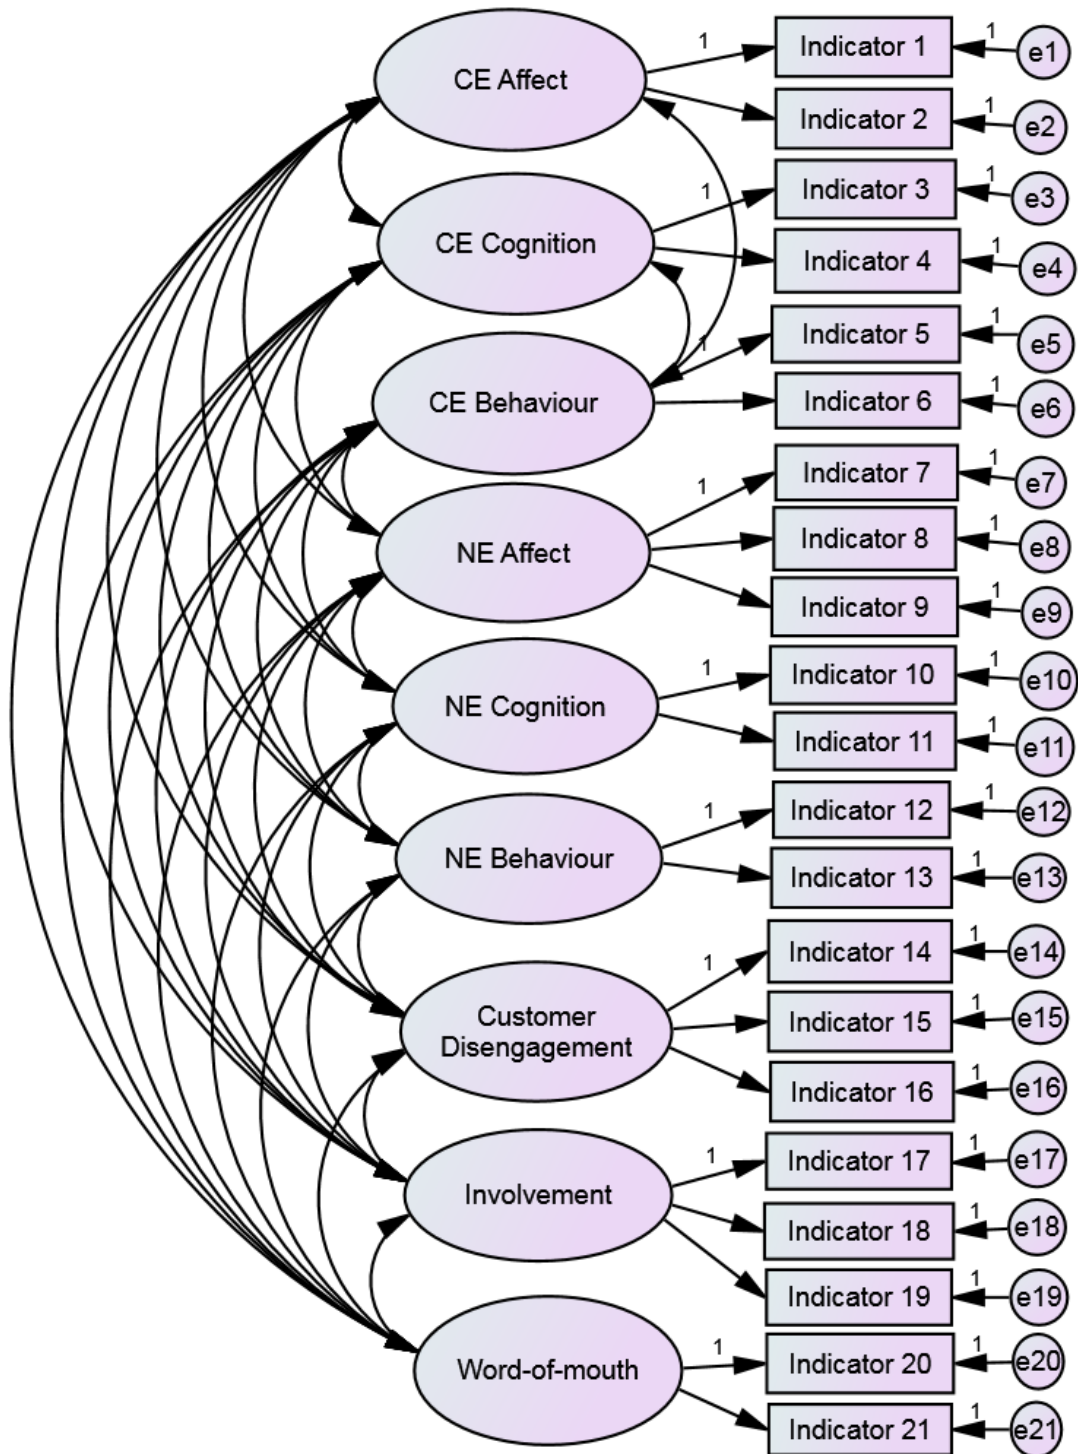 CE Affect
1
Indicator 1
1
e1
Indicator 2
1
e2
CE Cognition
1
Indicator 3
1
e3
Indicator 4
1
e4
CE Behaviour
1
Indicator 5
1
e5
Indicator 6
1
e6
NE Affect
1
Indicator 7
1
e7
Indicator 8
1
e8
Indicator 9
1
e9
NE Cognition
1
Indicator 10
1
e10
Indicator 11
1
e11
NE Behaviour
1
Indicator 12
1
e12
Indicator 13
1
e13
Customer
Disengagement
1
Indicator 14
1
e14
Indicator 15
1
e15
Indicator 16
1
e16
Involvement
1
Indicator 17
1
e17
Indicator 18
1
e18
Indicator 19
1
e19
Word-of-mouth
1
Indicator 20
1
e20
Indicator 21
1
e21